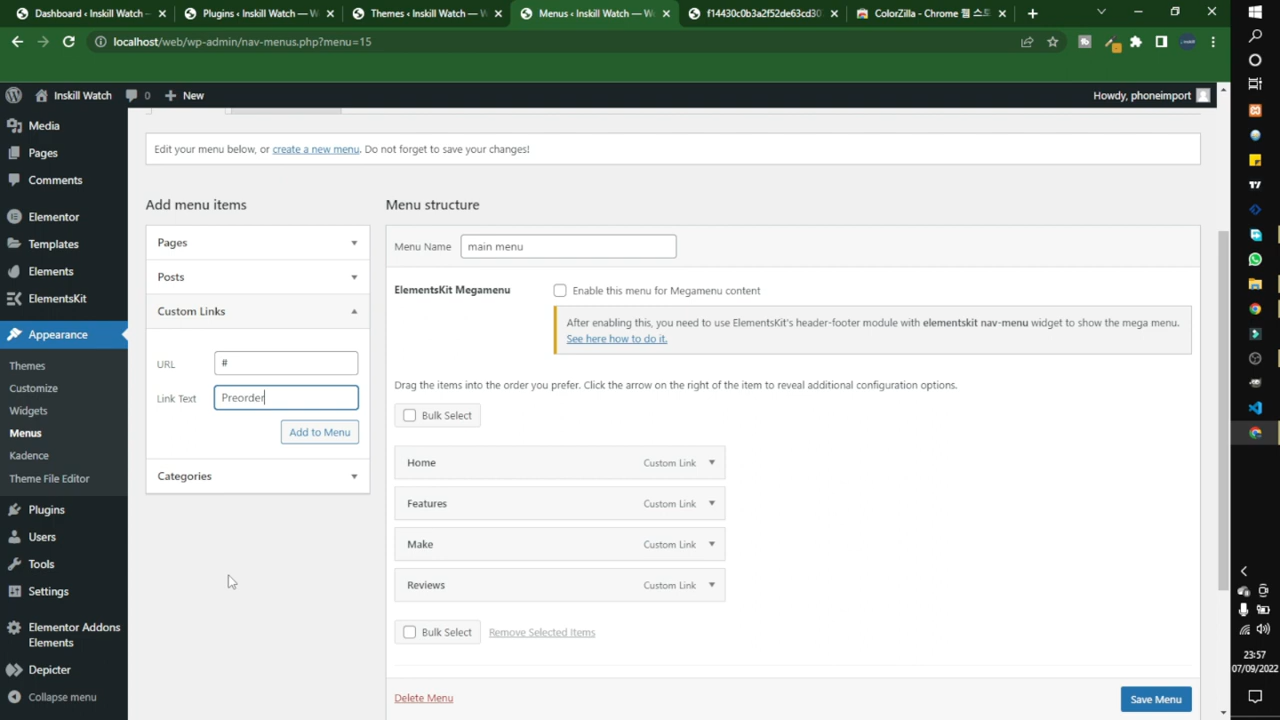 Dashboard ‹ Inskill Watch — Wor
Plugins ‹ Inskill Watch — W
Themes ‹ Inskill Watch — W
Menus ‹ Inskill Watch — W
f14430c0b3a2f52de63cd30
ColorZilla - Chrome 웹 스토
localhost/web/wp-admin/nav-menus.php?menu=15
Inskill Watch
0
New
Howdy, phoneimport
Media
Pages
Comments
Elementor
Templates
Elements
ElementsKit
Appearance
Themes
Customize
Widgets
Menus
Kadence
Theme File Editor
Plugins
Users
Tools
Settings
Elementor Addons
Elements
Depicter
Collapse menu
Edit your menu below, or create a new menu. Do not forget to save your changes!
Add menu items
Pages
Posts
Custom Links
URL
#
Link Text
Preorder
Add to Menu
Categories
Menu structure
Menu Name
main menu
ElementsKit Megamenu
Enable this menu for Megamenu content
After enabling this, you need to use ElementsKit's header-footer module with elementskit nav-menu widget to show the mega menu.
See here how to do it.
Drag the items into the order you prefer. Click the arrow on the right of the item to reveal additional configuration options.
Bulk Select
Home Custom Link
Features Custom Link
Make Custom Link
Reviews Custom Link
Bulk Select Remove Selected Items
Delete Menu
Save Menu
23:57
07/09/2022